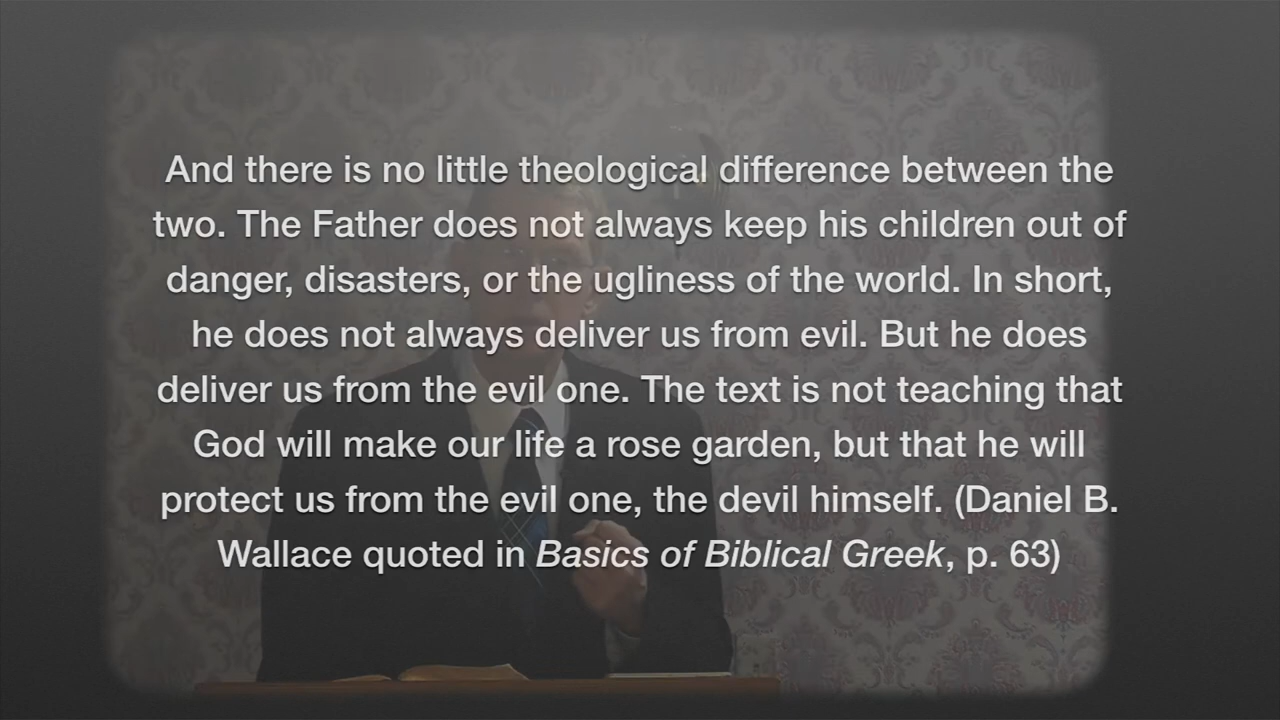 And there is no little theological difference between the
two. The Father does not always keep his children out of
danger, disasters, or the ugliness of the world. In short,
he does not always deliver us from evil. But he does
deliver us from the evil one. The text is not teaching that
God will make our life a rose garden, but that he will
protect us from the evil one, the devil himself. (Daniel B.
Wallace quoted in Basics of Biblical Greek, p. 63)